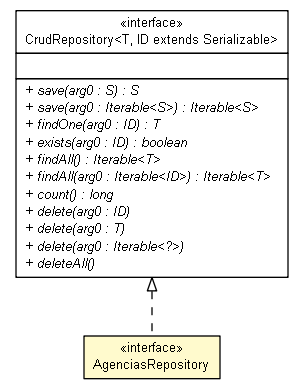 «interface»
CrudRepository<T, ID extends Serializable>
+ save(arg0 : S) : S
+ save(arg0 : Iterable<S>) : Iterable<S>
+ findOne(arg0 : ID) : T
+ exists(arg0 : ID) : boolean
+ findAll() : Iterable<T>
+ findAll(arg0 : Iterable<ID>) : Iterable<T>
+ count() : long
+ delete(arg0 : ID)
+ delete(arg0 : T)
+ delete(arg0 : Iterable<?>)
+ deleteAll()
«interface»
AgenciasRepository